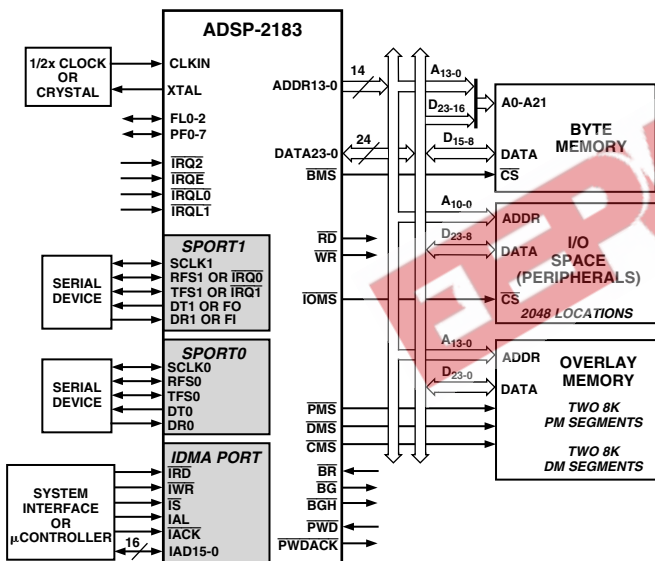 ADSP-2183
1/2x CLOCK
OR
CRYSTAL
CLKIN
XTAL
FL0-2
PF0-7
IRQ2
IRQE
IRQL0
IRQL1
SPORT1
SCLK1
RFS1 OR IRQ0
TFS1 OR IRQ1
DT1 OR FO
DR1 OR FI
SERIAL
DEVICE
SPORT0
SCLK0
RFS0
TFS0
DT0
DR0
SERIAL
DEVICE
IDMA PORT
IRD
IWR
IS
IAL
IACK
IAD15-0
16
SYSTEM
INTERFACE
OR
µCONTROLLER
ADDR13-0
14
DATA23-0
24
BMS
RD
WR
IOMS
PMS
DMS
CMS
BR
BG
BGH
PWD
PWDACK
A13-0
D23-16
D15-8
A0-A21
BYTE
MEMORY
DATA
CS
A10-0
D23-8
ADDR
DATA
I/O
SPACE
(PERIPHERALS)
CS
2048 LOCATIONS
A13-0
D23-0
ADDR
DATA
OVERLAY
MEMORY
TWO 8K
PM SEGMENTS
TWO 8K
DM SEGMENTS